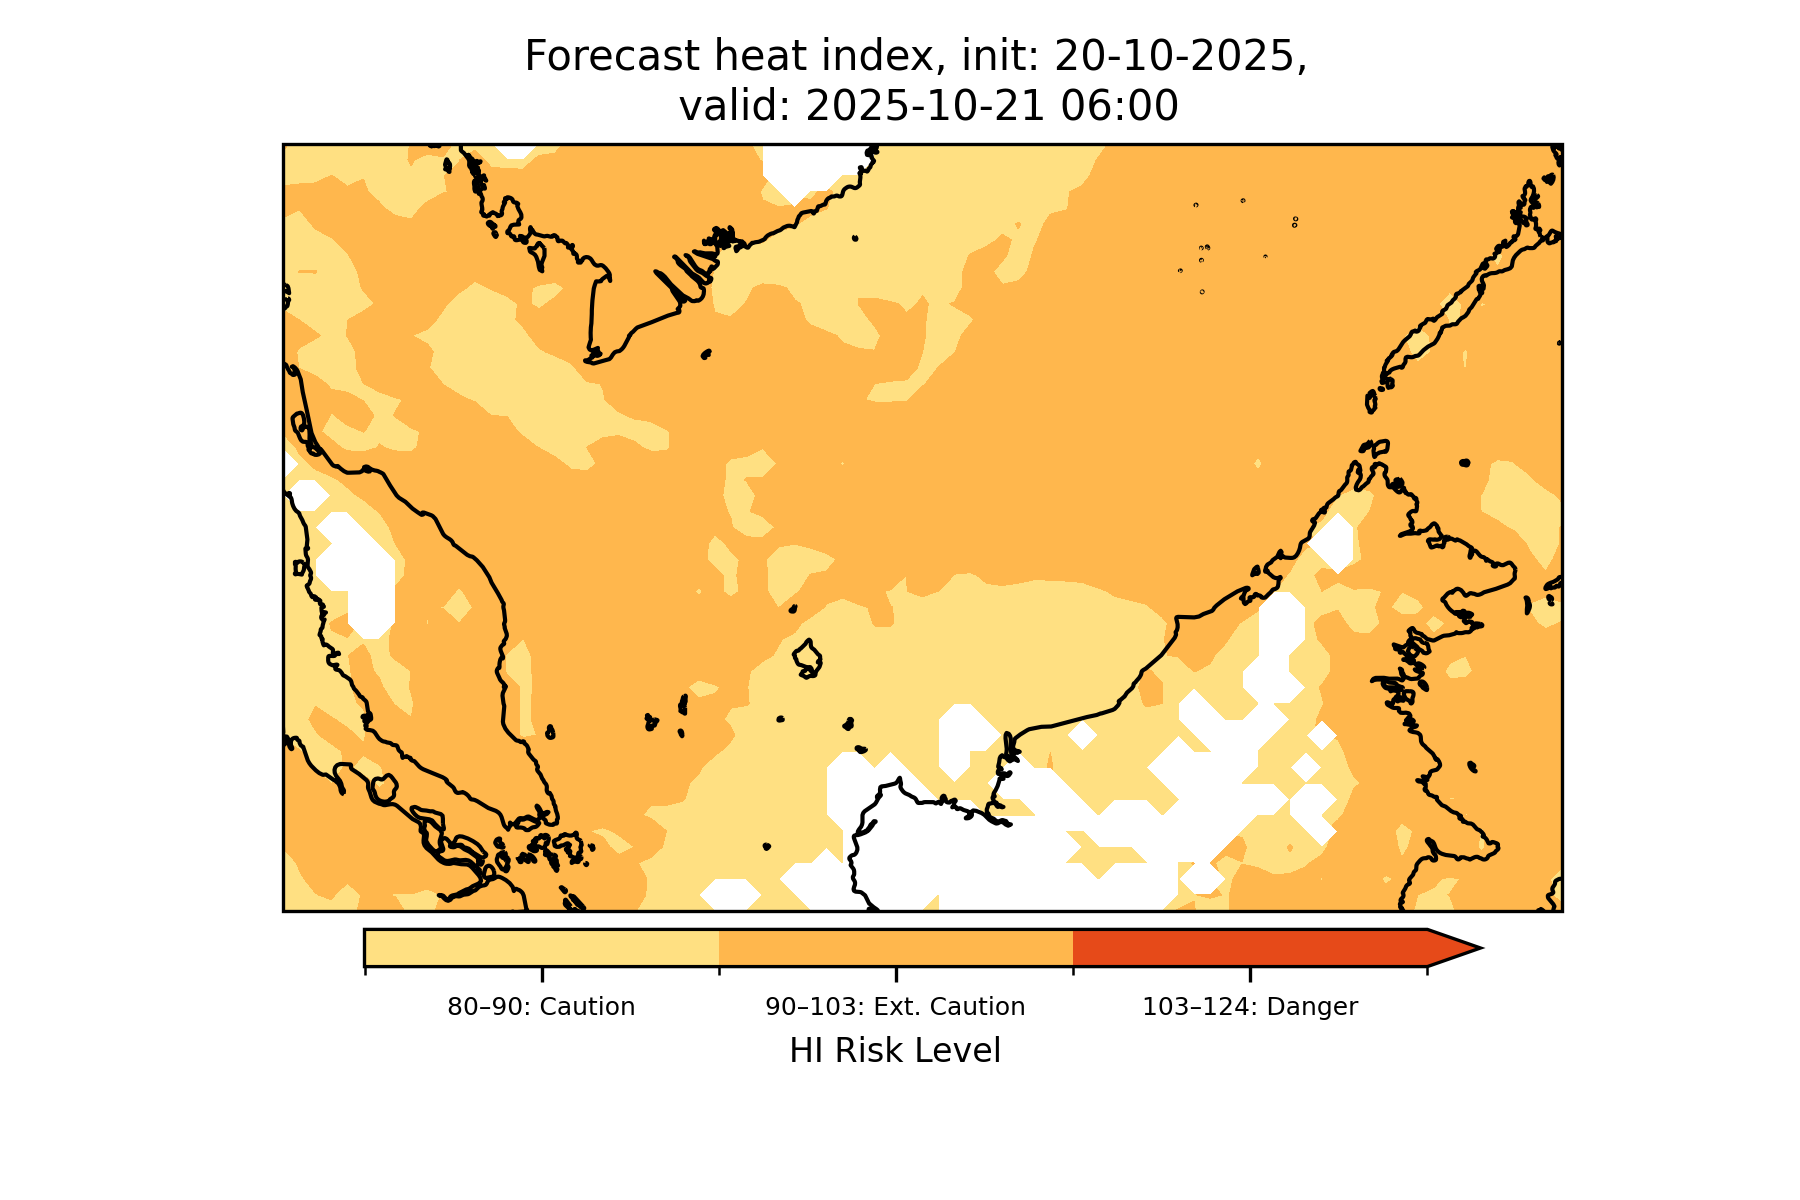 Forecast heat index, init: 20-10-2025,
valid: 2025-10-21 06:00
80–90: Caution
90–103: Ext. Caution
103–124: Danger
HI Risk Level